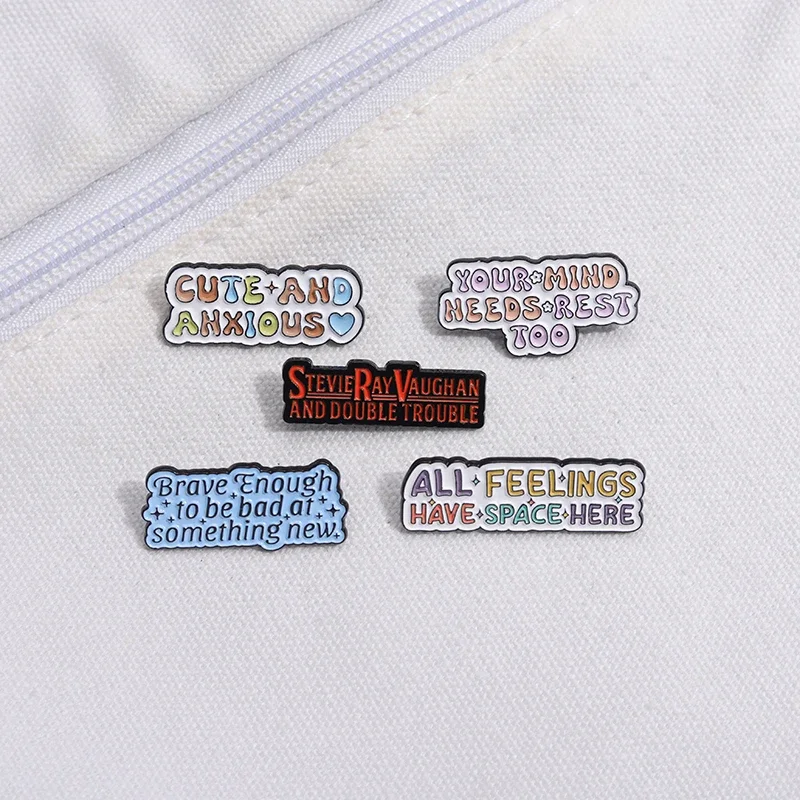 CUTE AND
ANXIOUS
YOUR MIND
NEEDS REST
TOO
STEVIE RAY VAUGHAN
AND DOUBLE TROUBLE
Brave Enough
to be bad at
something new.
ALL FEELINGS
HAVE SPACE HERE